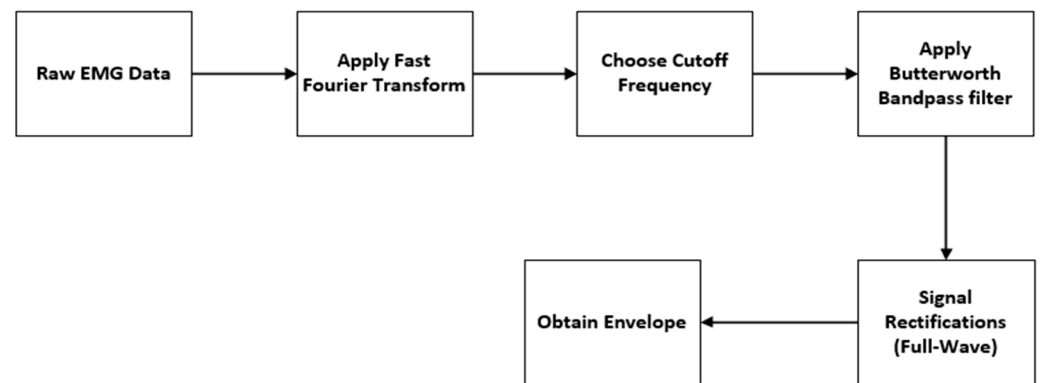 Raw EMG Data
Apply Fast
Fourier Transform
Choose Cutoff
Frequency
Apply
Butterworth
Bandpass filter
Signal
Rectifications
(Full-Wave)
Obtain Envelope